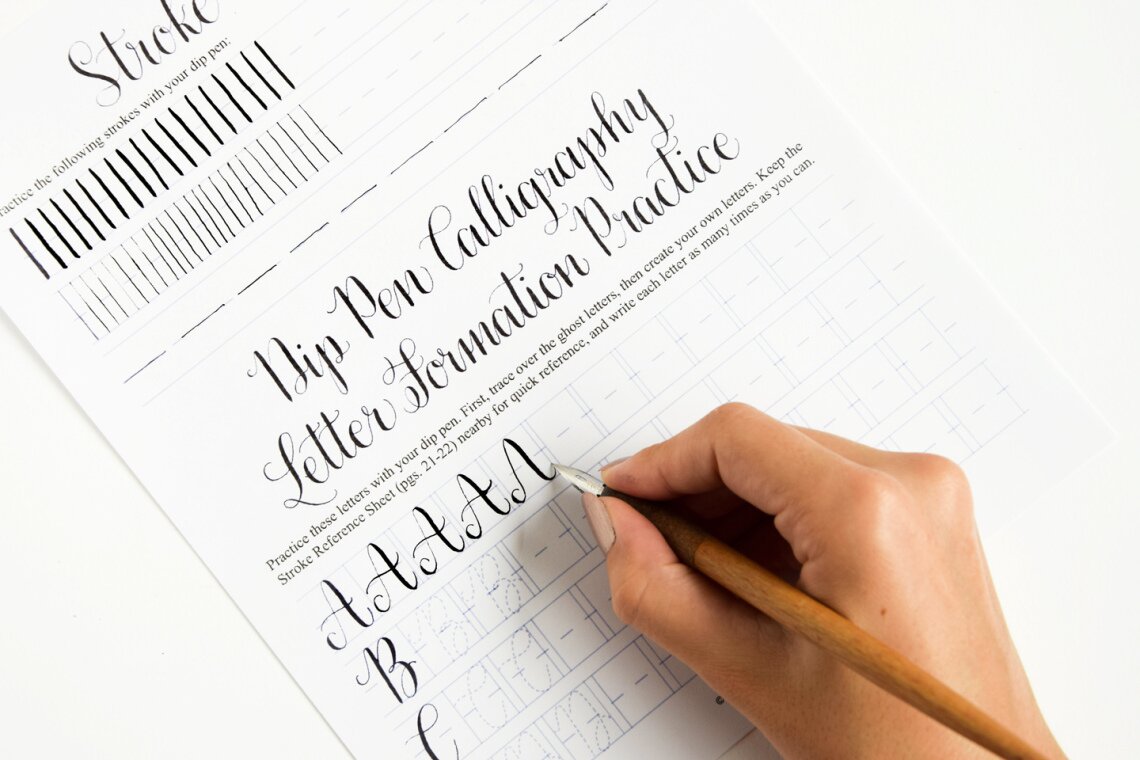 Stroke
the following strokes with your dip pen:
Dip Pen Calligraphy
Letter Formation Practice
Practice these letters with your dip pen. First, trace over the ghost letters, then create your own letters. Keep the
Stroke Reference Sheet (pgs. 21-22) nearby for quick reference, and write each letter as many times as you can.
A A A A
B B B
C C C